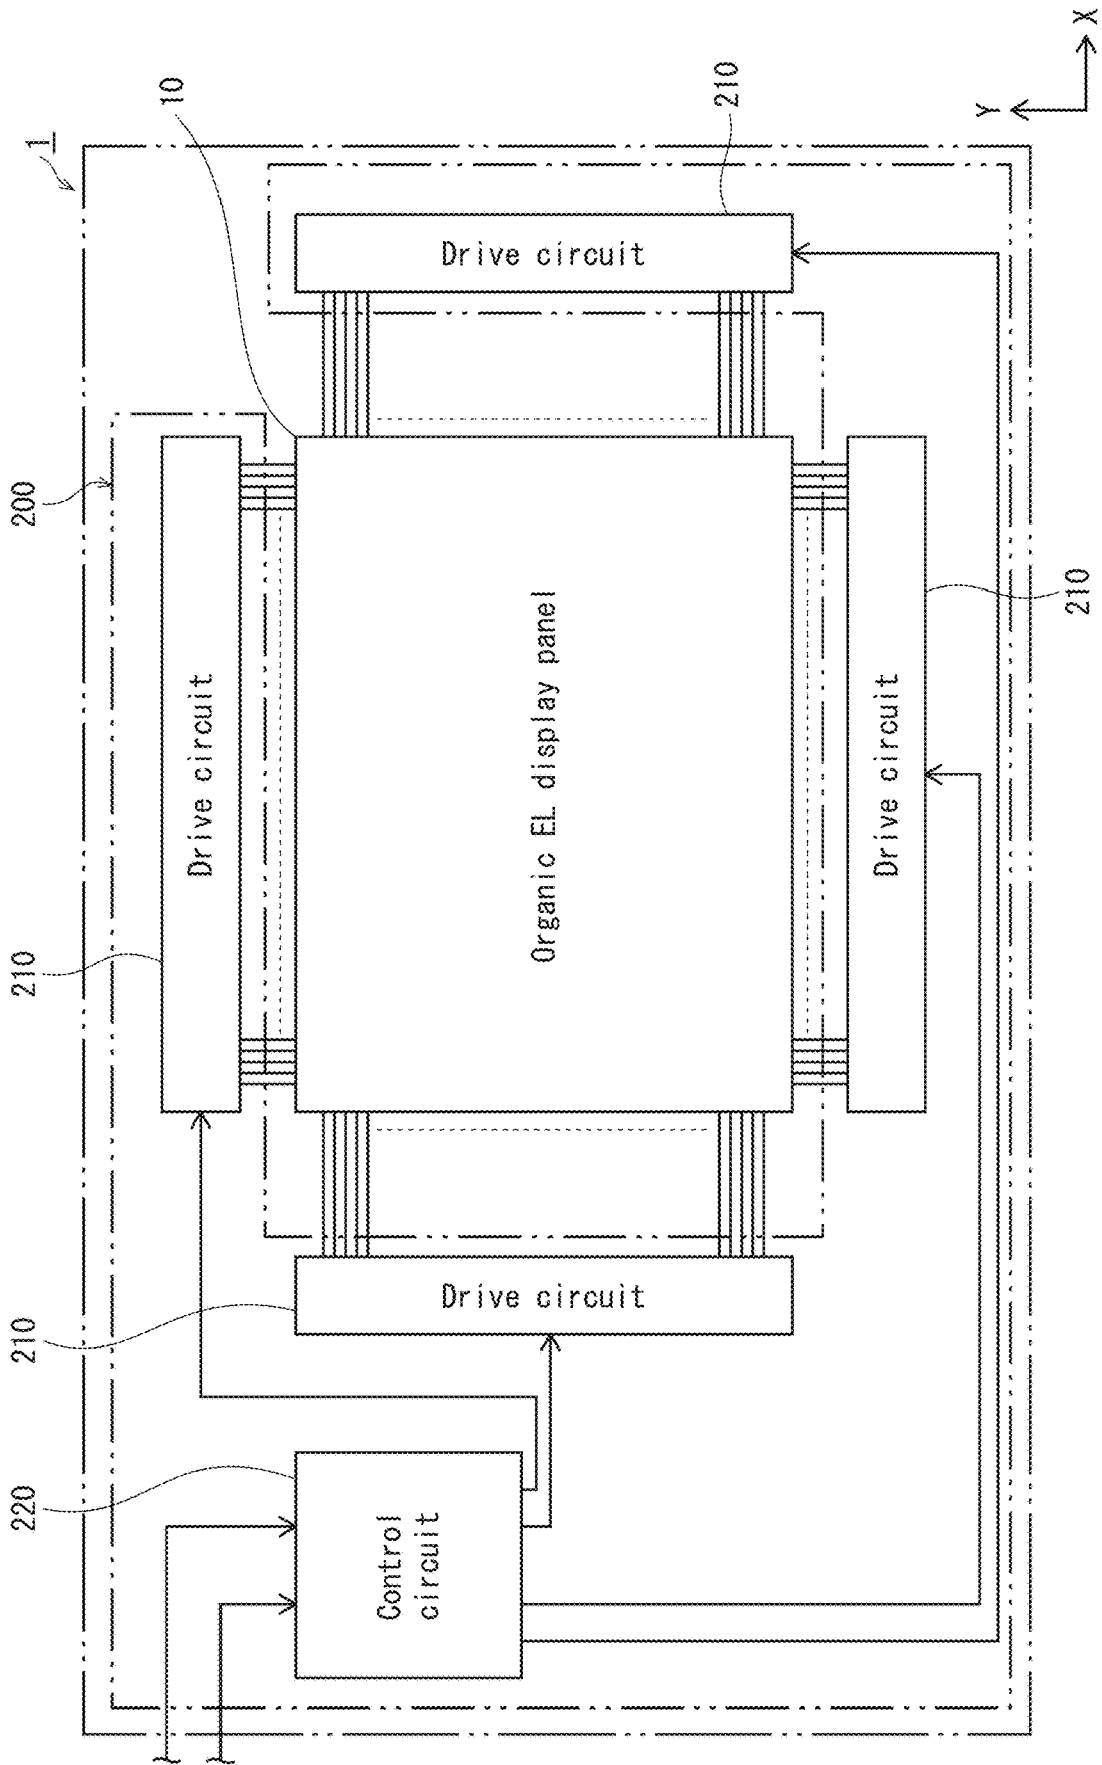 1
10
200
210
Drive circuit
210
Drive circuit
Organic EL display panel
Drive circuit
210
210
Drive circuit
220
Control
circuit
Y
X